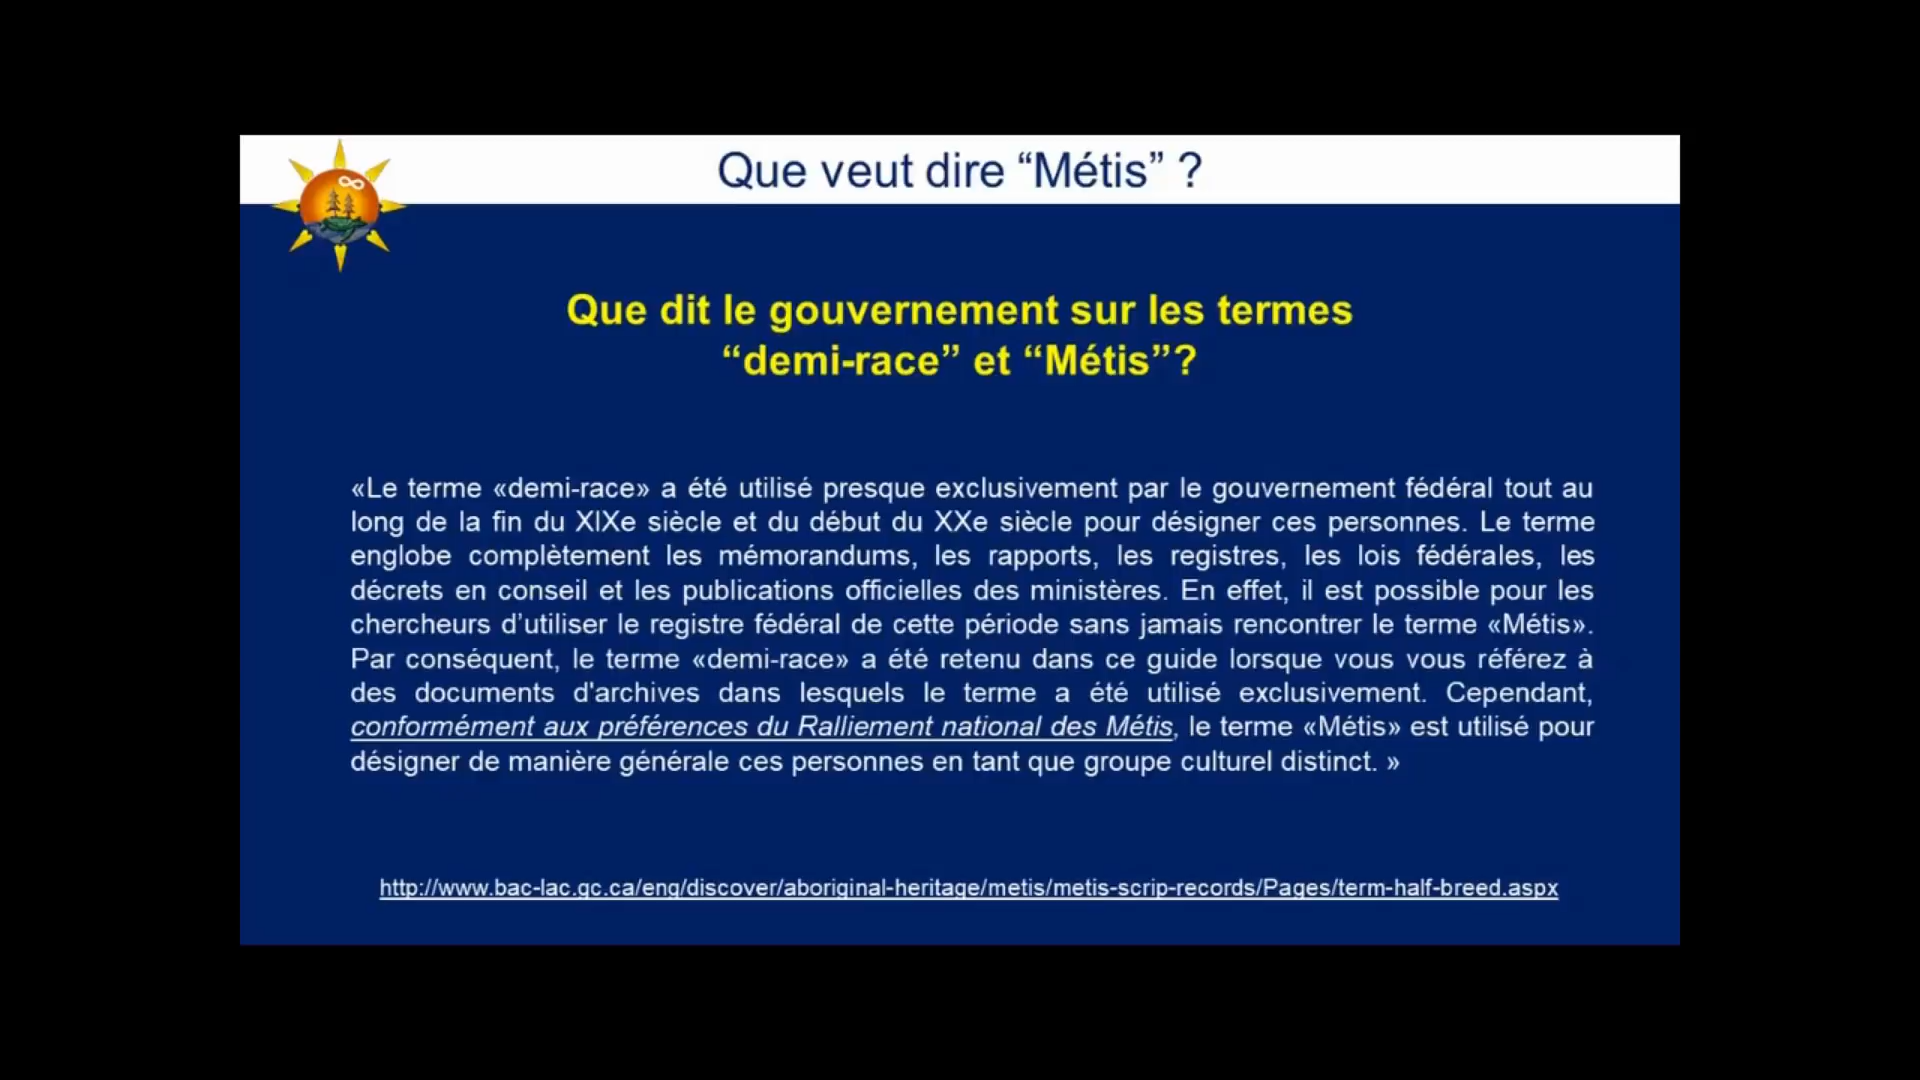 Que veut dire “Métis” ?
Que dit le gouvernement sur les termes
“demi-race” et “Métis”?
«Le terme «demi-race» a été utilisé presque exclusivement par le gouvernement fédéral tout au
long de la fin du XIXe siècle et du début du XXe siècle pour désigner ces personnes. Le terme
englobe complètement les mémorandums, les rapports, les registres, les lois fédérales, les
décrets en conseil et les publications officielles des ministères. En effet, il est possible pour les
chercheurs d’utiliser le registre fédéral de cette période sans jamais rencontrer le terme «Métis».
Par conséquent, le terme «demi-race» a été retenu dans ce guide lorsque vous vous référez à
des documents d'archives dans lesquels le terme a été utilisé exclusivement. Cependant,
conformément aux préférences du Ralliement national des Métis, le terme «Métis» est utilisé pour
désigner de manière générale ces personnes en tant que groupe culturel distinct. »
http://www.bac-lac.gc.ca/eng/discover/aboriginal-heritage/metis/metis-scrip-records/Pages/term-half-breed.aspx